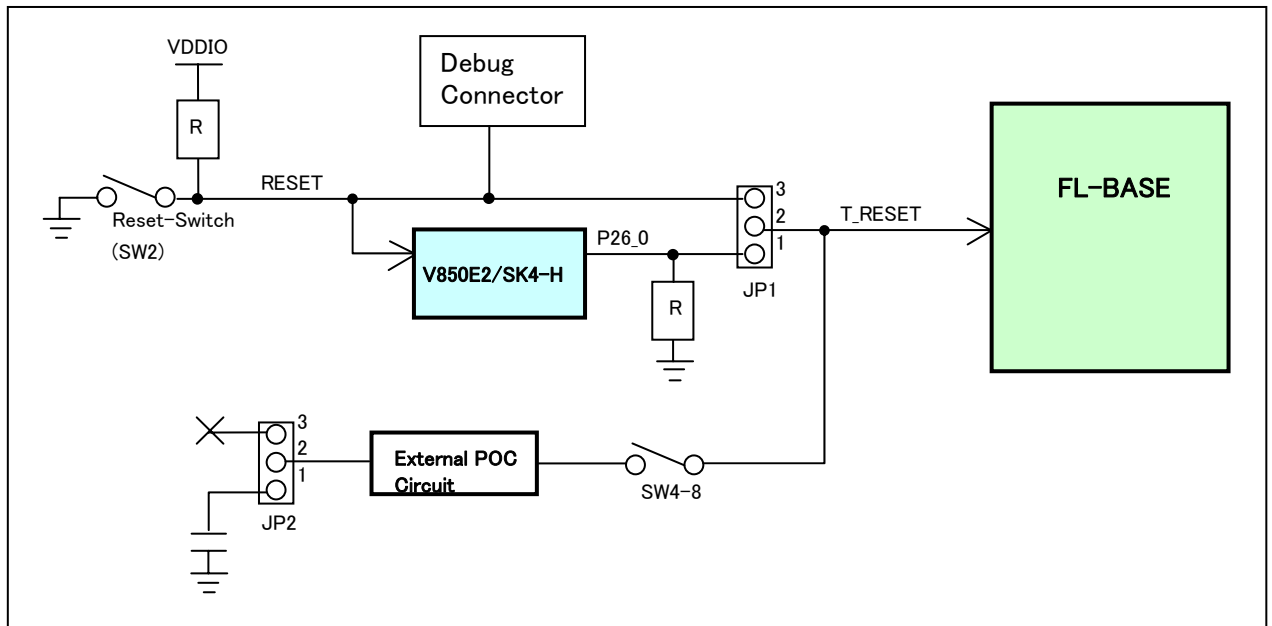 VDDIO
R
Debug
Connector
RESET
Reset-Switch
(SW2)
V850E2/SK4-H
P26_0
R
3
2
1
JP1
T_RESET
FL-BASE
3
2
1
JP2
External POC
Circuit
SW4-8